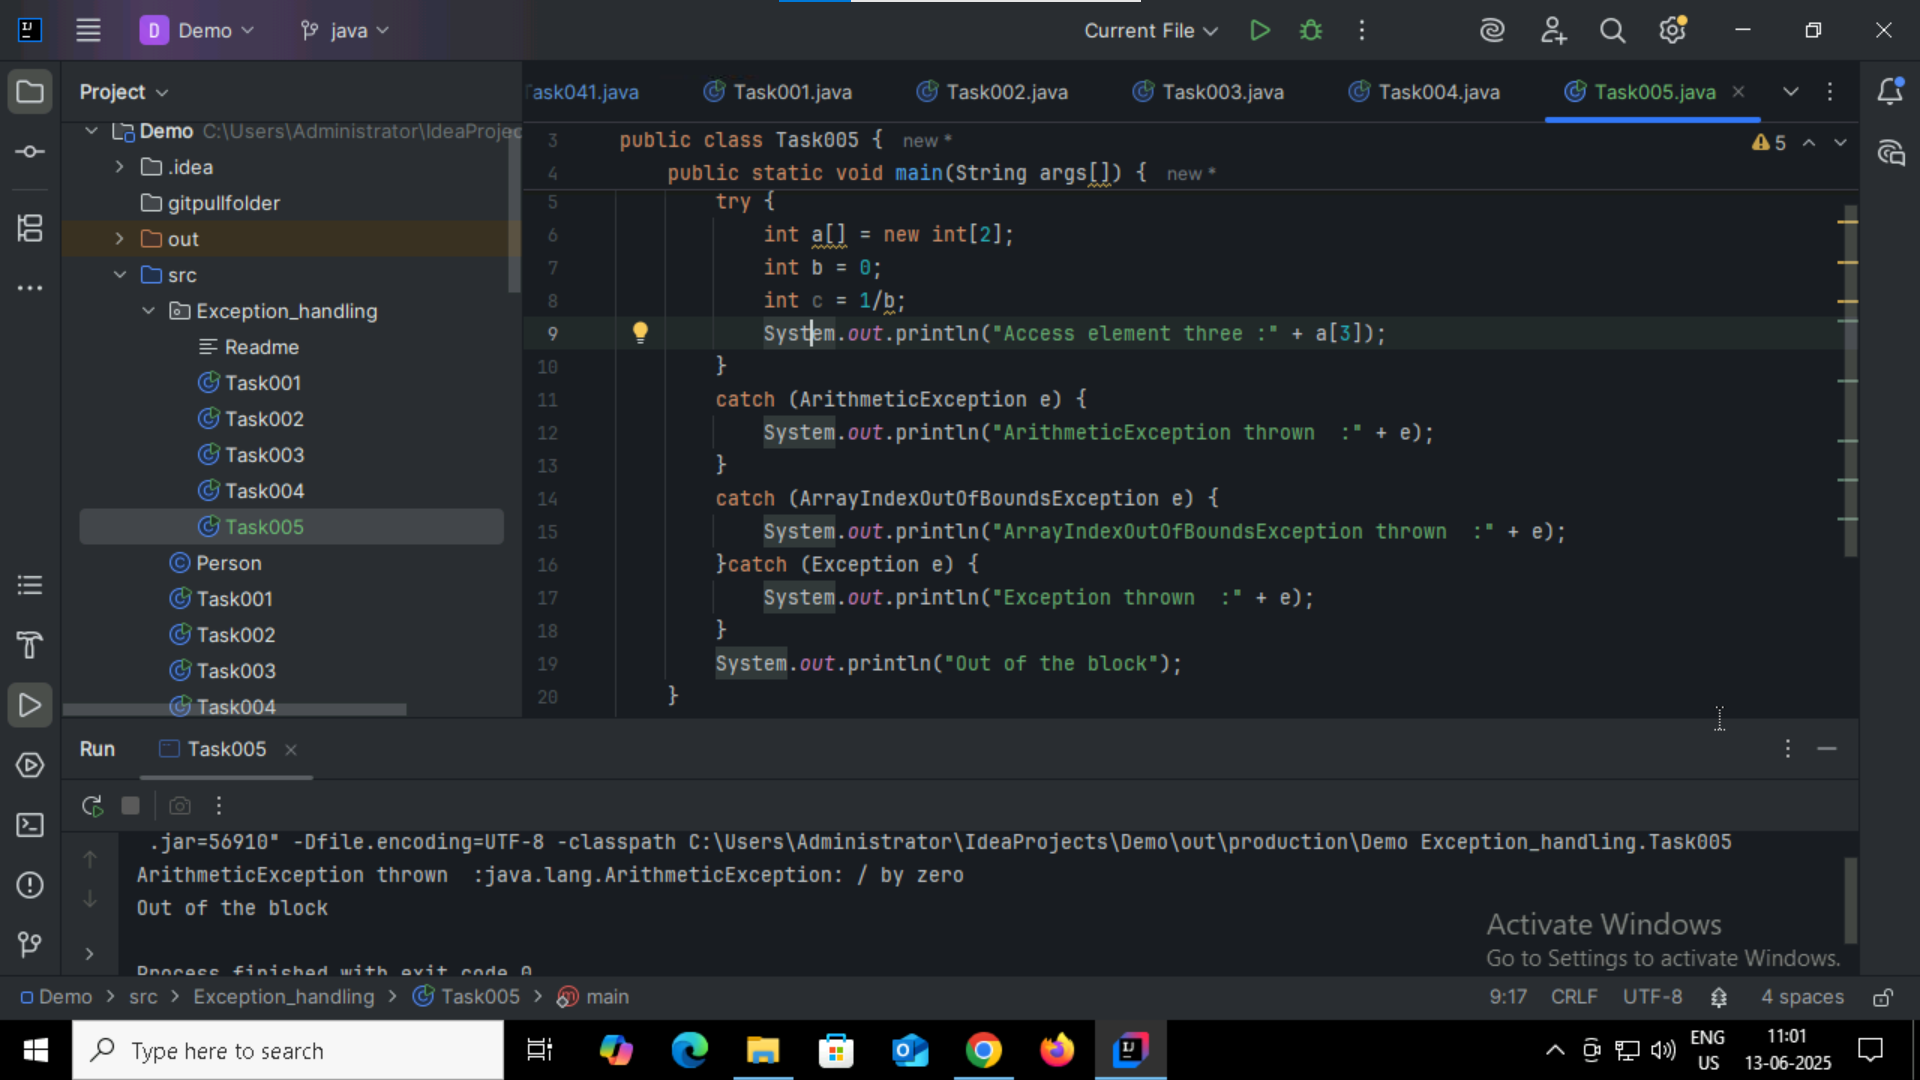 D Demo
java
Current File
Project
Task041.java
Task001.java
Task002.java
Task003.java
Task004.java
Task005.java
Demo C:\Users\Administrator\IdeaProjec
.idea
gitpullfolder
out
src
Exception_handling
Readme
Task001
Task002
Task003
Task004
Task005
Person
Task001
Task002
Task003
Task004
5
3 public class Task005 { new *
4 public static void main(String args[]) { new *
5 try {
6 int a[] = new int[2];
7 int b = 0;
8 int c = 1/b;
9 System.out.println("Access element three :" + a[3]);
10 }
11 catch (ArithmeticException e) {
12 System.out.println("ArithmeticException thrown  :" + e);
13 }
14 catch (ArrayIndexOutOfBoundsException e) {
15 System.out.println("ArrayIndexOutOfBoundsException thrown  :" + e);
16 }catch (Exception e) {
17 System.out.println("Exception thrown  :" + e);
18 }
19 System.out.println("Out of the block");
20 }
Run
Task005
.jar=56910" -Dfile.encoding=UTF-8 -classpath C:\Users\Administrator\IdeaProjects\Demo\out\production\Demo Exception_handling.Task005
ArithmeticException thrown  :java.lang.ArithmeticException: / by zero
Out of the block
Process finished with exit code 0
Activate Windows
Go to Settings to activate Windows.
Demo > src > Exception_handling > Task005 > main
9:17 CRLF UTF-8 4 spaces
Type here to search
ENG
US
11:01
13-06-2025